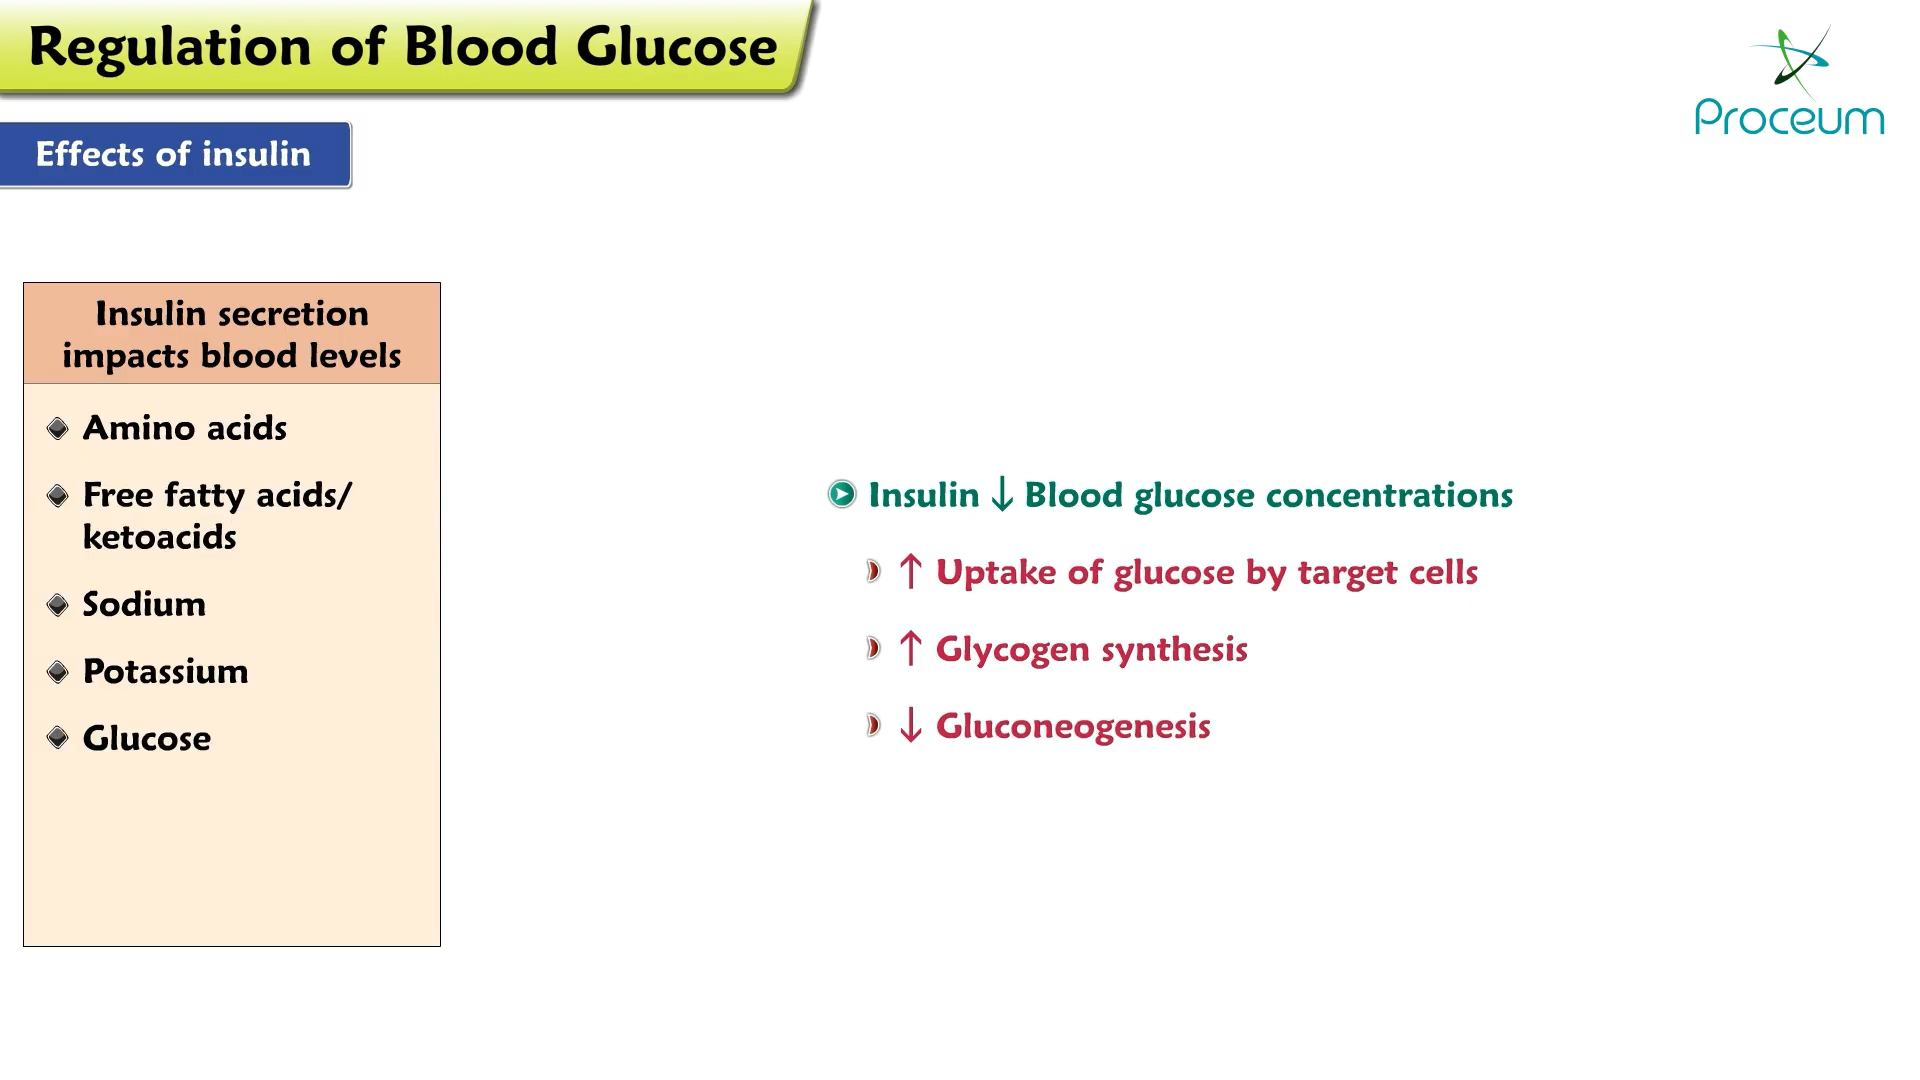 Regulation of Blood Glucose
Proceum
Effects of insulin
Insulin secretion
impacts blood levels
Amino acids
Free fatty acids/
ketoacids
Sodium
Potassium
Glucose
Insulin ↓ Blood glucose concentrations
↑ Uptake of glucose by target cells
↑ Glycogen synthesis
↓ Gluconeogenesis